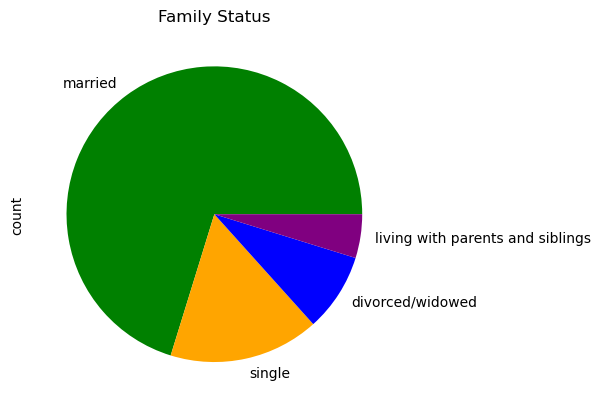 Family Status
married
count
living with parents and siblings
divorced/widowed
single